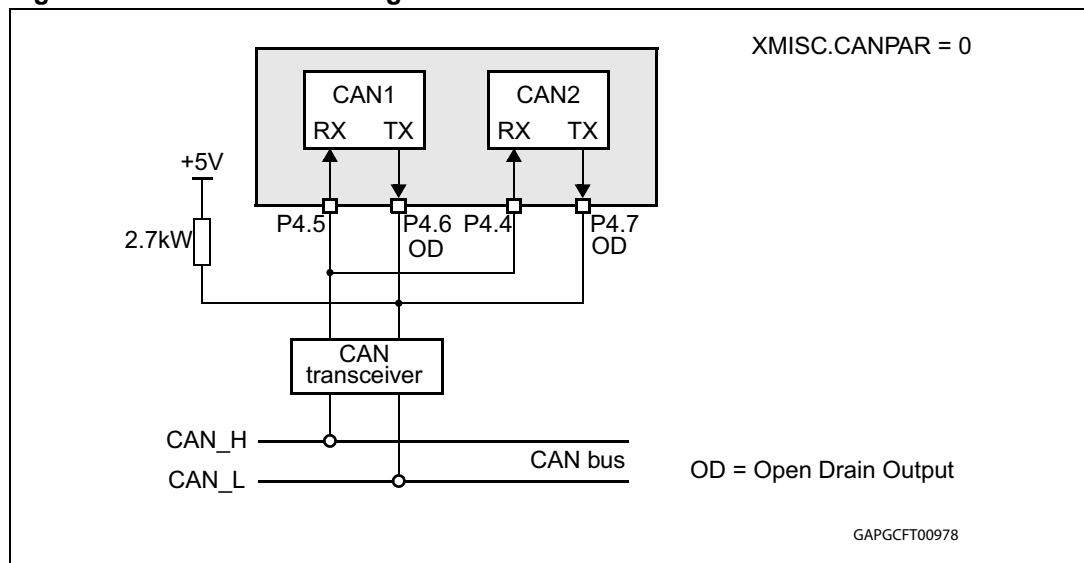 XMISC.CANPAR = 0
CAN1
CAN2
RX TX
RX TX
+5V
P4.5
P4.6
OD
P4.4
P4.7
OD
2.7kW
CAN
transceiver
CAN_H
CAN bus
CAN_L
OD = Open Drain Output
GAPGCFT00978